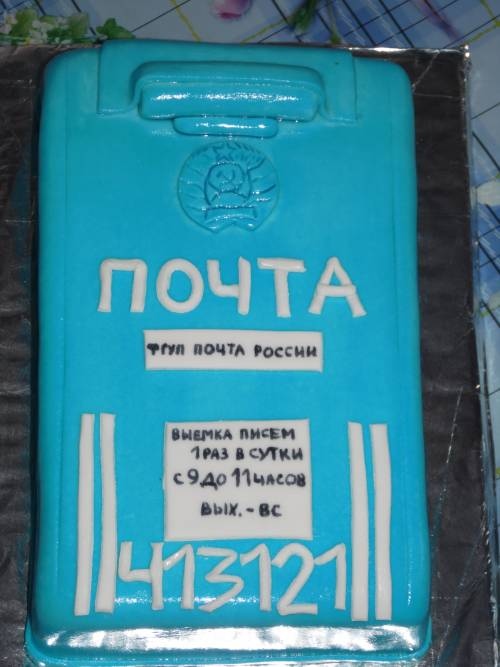 ПОЧТА
ФГУП ПОЧТА РОССИИ
ВЫЕМКА ПИСЕМ
1 РАЗ В СУТКИ
С 9 ДО 11 ЧАСОВ
ВЫХ. - ВС
413121